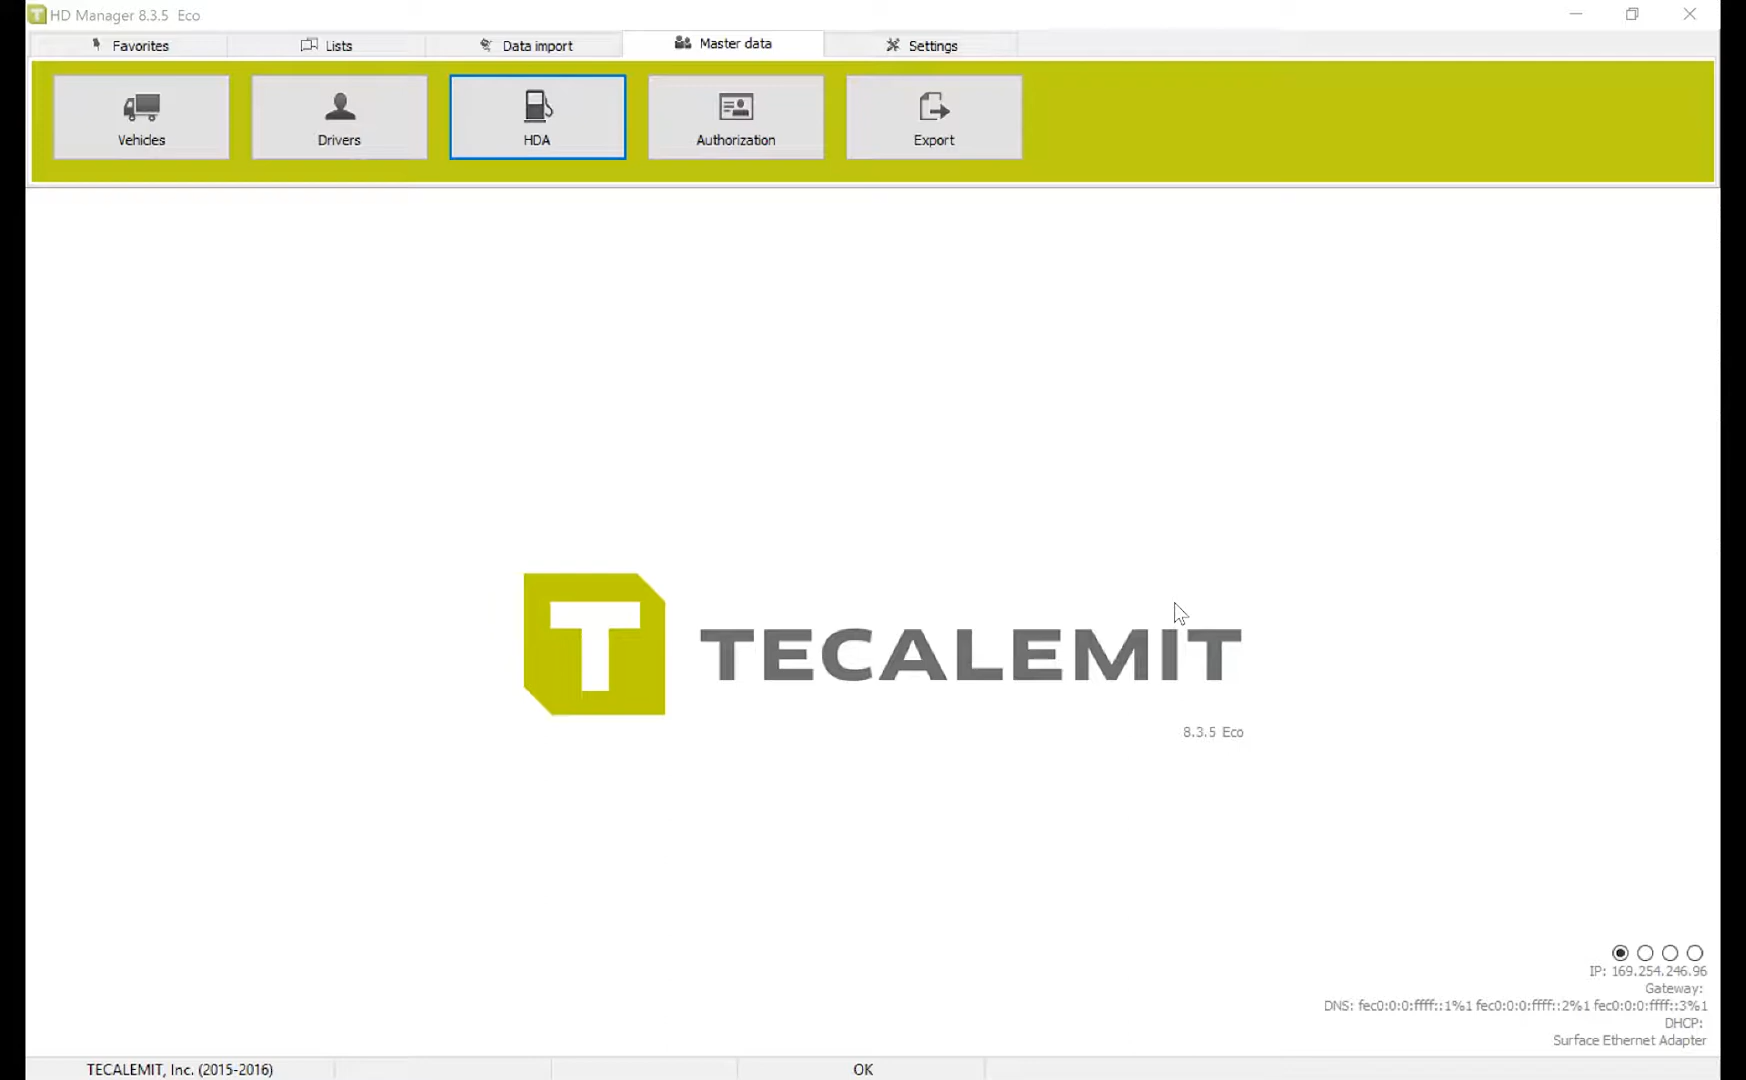 HD Manager 8.3.5 Eco
Favorites
Lists
Data import
Master data
Settings
Vehicles
Drivers
HDA
Authorization
Export
T TECALEMIT
8.3.5 Eco
IP: 169.254.246.96
Gateway:
DNS: fec0:0:0:ffff::1%1 fec0:0:0:ffff::2%1 fec0:0:0:ffff::3%1
DHCP:
Surface Ethernet Adapter
TECALEMIT, Inc. (2015-2016)
OK